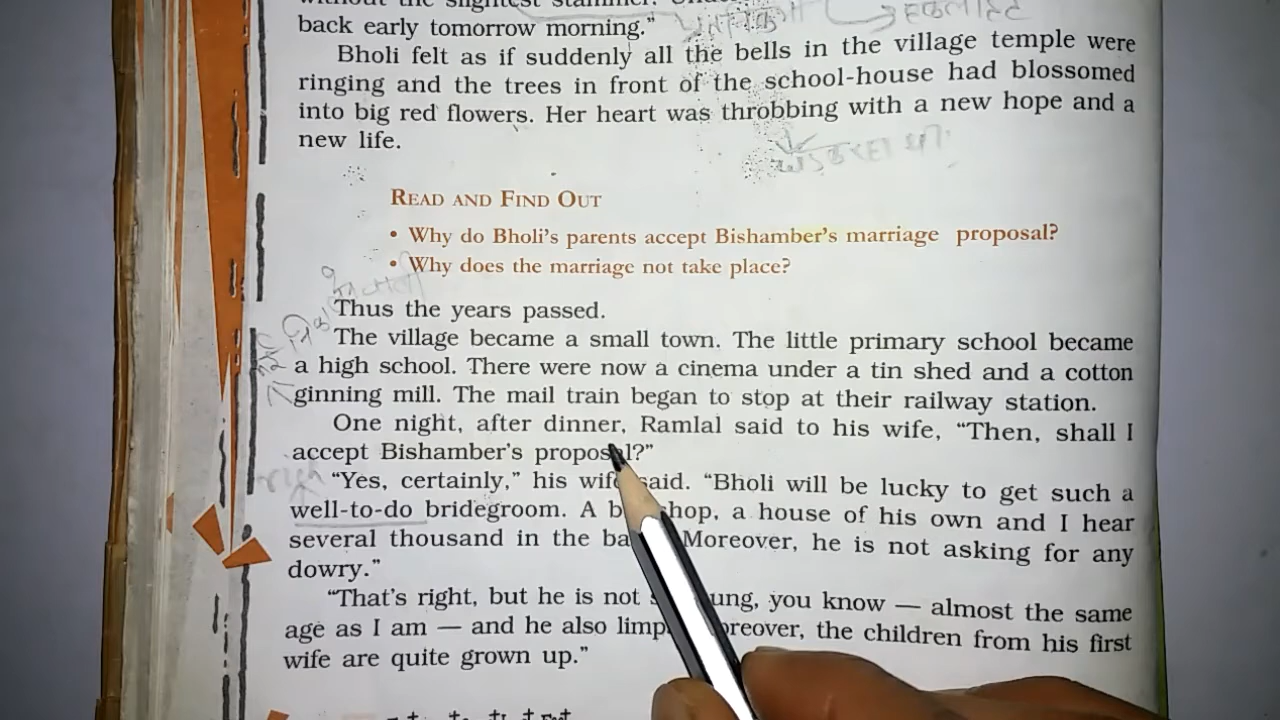 back early tomorrow morning."
Bholi felt as if suddenly all the bells in the village temple were
ringing and the trees in front of the school-house had blossomed
into big red flowers. Her heart was throbbing with a new hope and a
new life.
READ AND FIND OUT
• Why do Bholi's parents accept Bishamber's marriage proposal?
• Why does the marriage not take place?
Thus the years passed.
The village became a small town. The little primary school became
a high school. There were now a cinema under a tin shed and a cotton
ginning mill. The mail train began to stop at their railway station.
One night, after dinner, Ramlal said to his wife, "Then, shall I
accept Bishamber's proposal?"
rich "Yes, certainly," his wife said. "Bholi will be lucky to get such a
well-to-do bridegroom. A b hop, a house of his own and I hear
several thousand in the ba Moreover, he is not asking for any
dowry."
"That's right, but he is not s ung, you know — almost the same
age as I am — and he also limp oreover, the children from his first
wife are quite grown up."